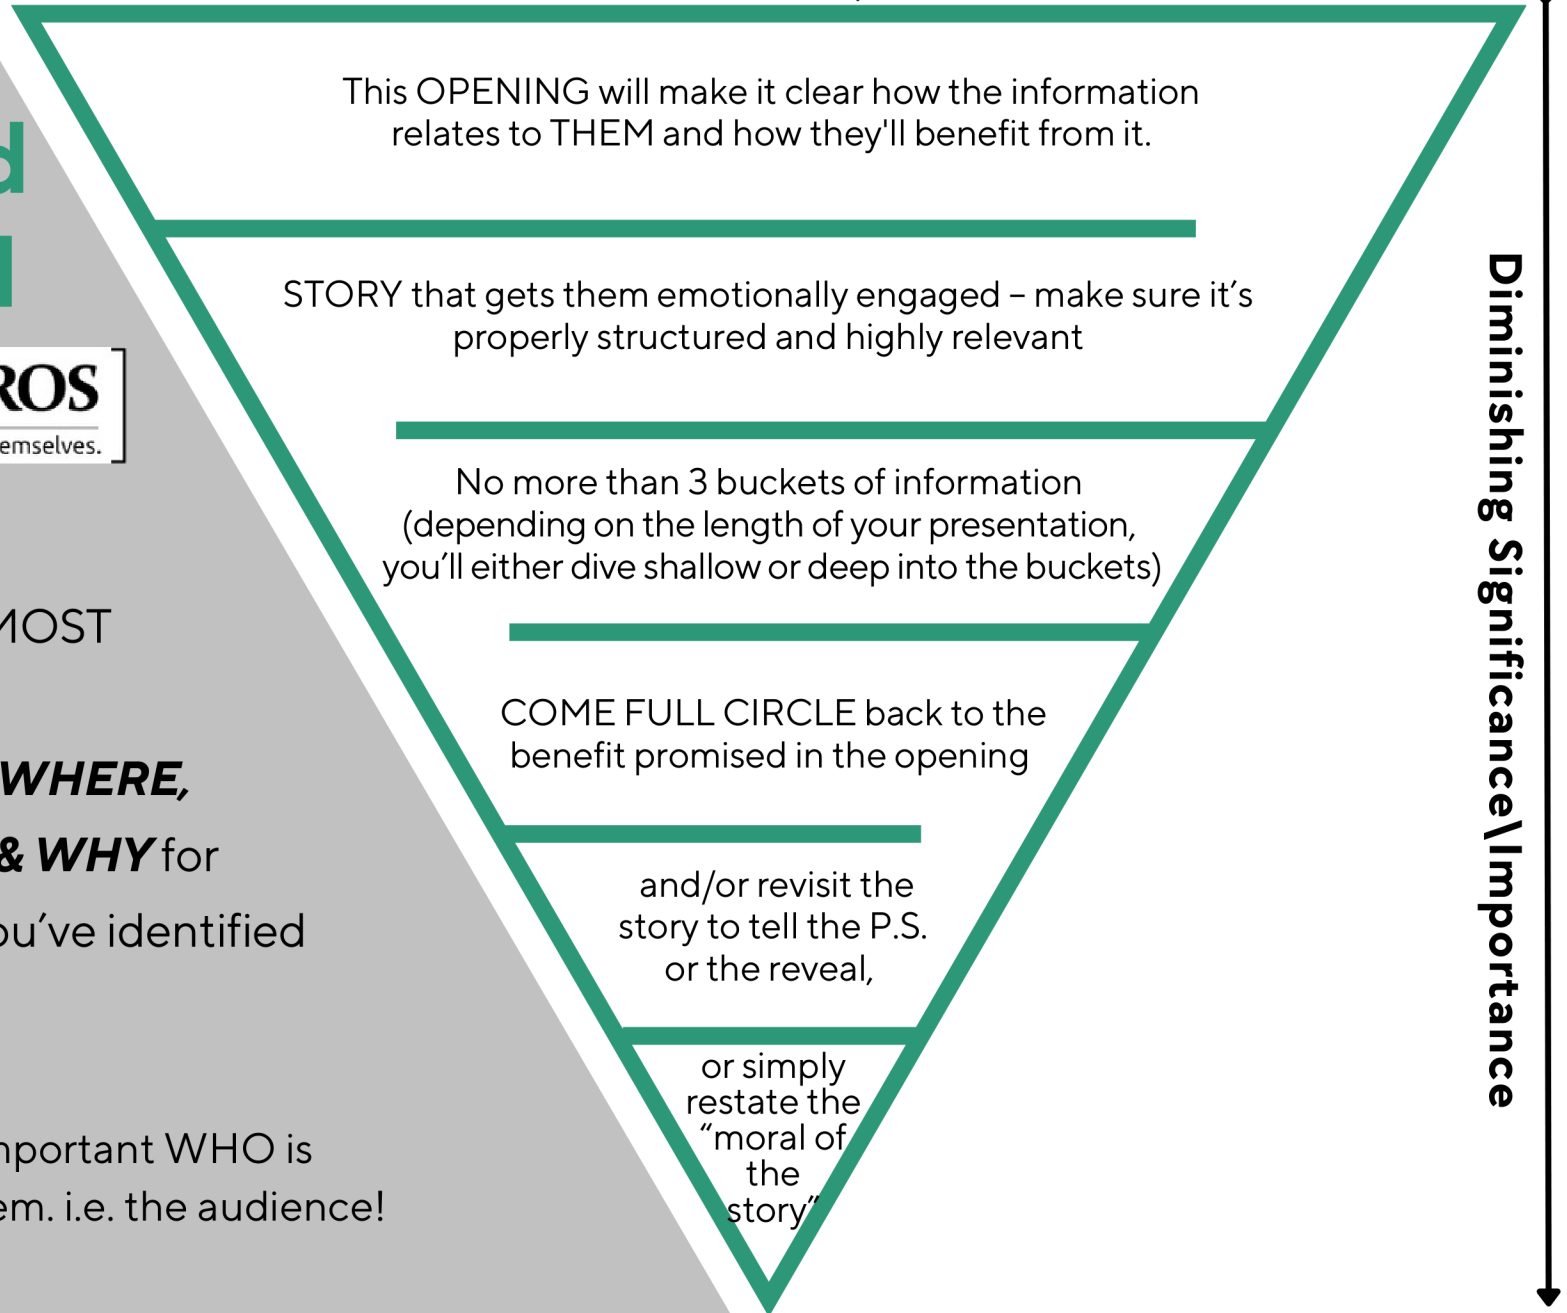 This OPENING will make it clear how the information
relates to THEM and how they'll benefit from it.
STORY that gets them emotionally engaged – make sure it’s
properly structured and highly relevant
No more than 3 buckets of information
(depending on the length of your presentation,
you’ll either dive shallow or deep into the buckets)
COME FULL CIRCLE back to the
benefit promised in the opening
and/or revisit the
story to tell the P.S.
or the reveal,
or simply
restate the
“moral of
the
story”
Diminishing Significance\Importance
d
ROS
emselves.
MOST
WHERE,
& WHY for
ou’ve identified
mportant WHO is
em. i.e. the audience!